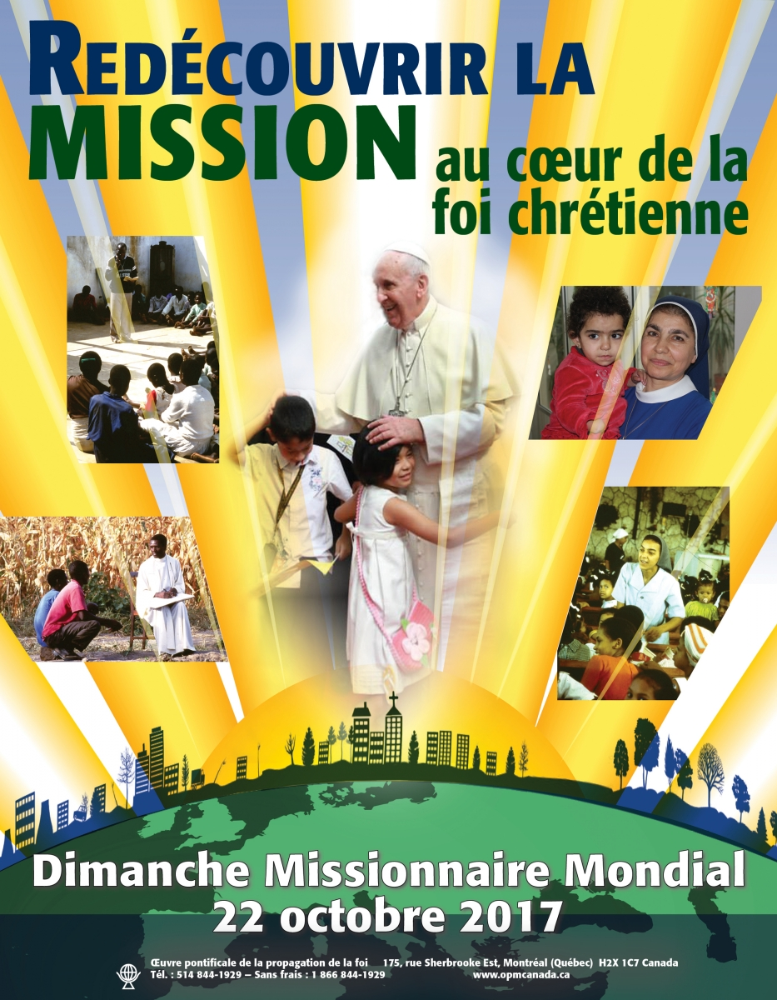 REDÉCOUVRIR LA
MISSION au cœur de la
foi chrétienne
Dimanche Missionnaire Mondial
22 octobre 2017
Œuvre pontificale de la propagation de la foi 175, rue Sherbrooke Est, Montréal (Québec) H2X 1C7 Canada
Tél. : 514 844-1929 – Sans frais : 1 866 844-1929 www.opmcanada.ca